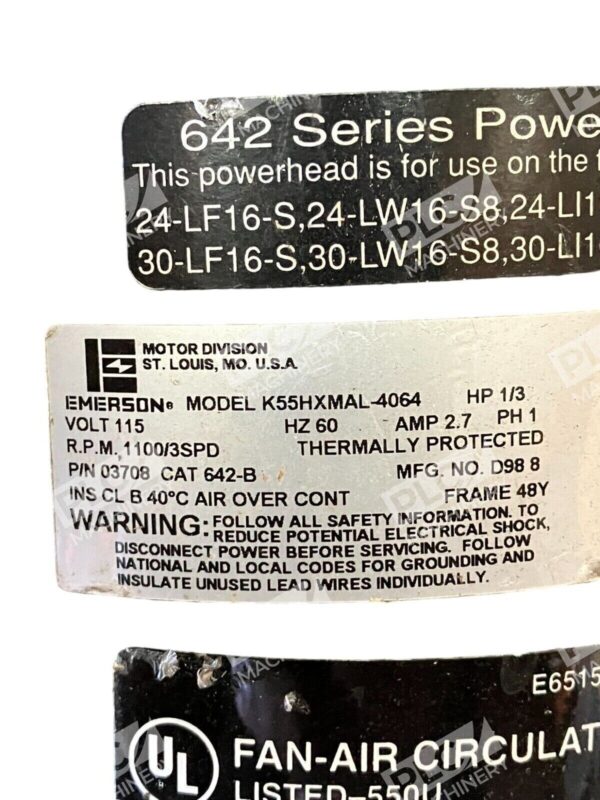 642 Series Powe
This powerhead is for use on the f
24-LF16-S,24-LW16-S8,24-LI1
30-LF16-S,30-LW16-S8,30-LI1
MOTOR DIVISION
ST. LOUIS, MO. U.S.A.
EMERSON® MODEL K55HXMAL-4064 HP 1/3
VOLT 115 HZ 60 AMP 2.7 PH 1
R.P.M. 1100/3SPD THERMALLY PROTECTED
P/N 03708 CAT 642-B MFG. NO. D98 8
INS CL B 40°C AIR OVER CONT FRAME 48Y
WARNING: FOLLOW ALL SAFETY INFORMATION. TO
REDUCE POTENTIAL ELECTRICAL SHOCK,
DISCONNECT POWER BEFORE SERVICING. FOLLOW
NATIONAL AND LOCAL CODES FOR GROUNDING AND
INSULATE UNUSED LEAD WIRES INDIVIDUALLY.
E6515
UL
FAN-AIR CIRCULAT
LISTED-550U